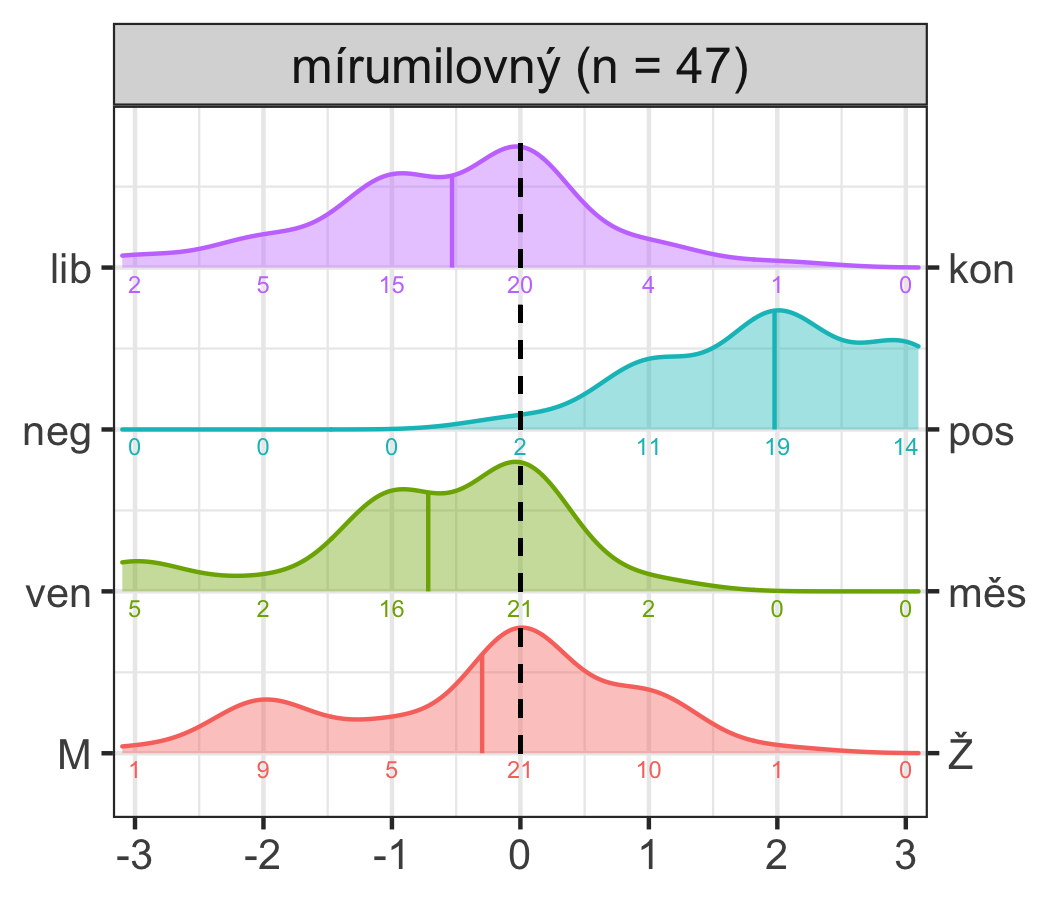 mírumilovný (n = 47)
lib kon
2 5 15 20 4 1 0
neg pos
0 0 0 2 11 19 14
ven měs
5 2 16 21 2 0 0
M Ž
1 9 5 21 10 1 0
-3 -2 -1 0 1 2 3